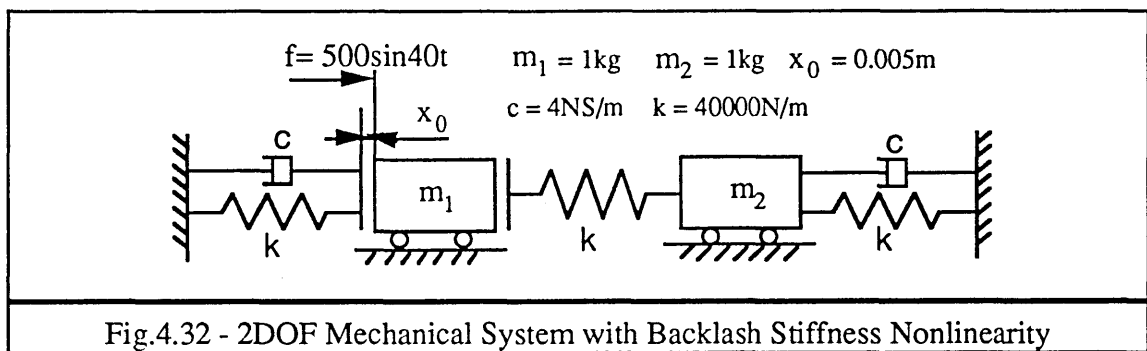 f= 500sin40t m₁ = 1kg m₂ = 1kg x₀ = 0.005m
c = 4NS/m k = 40000N/m
x₀
c c
m₁ m₂
k k k
Fig.4.32 - 2DOF Mechanical System with Backlash Stiffness Nonlinearity